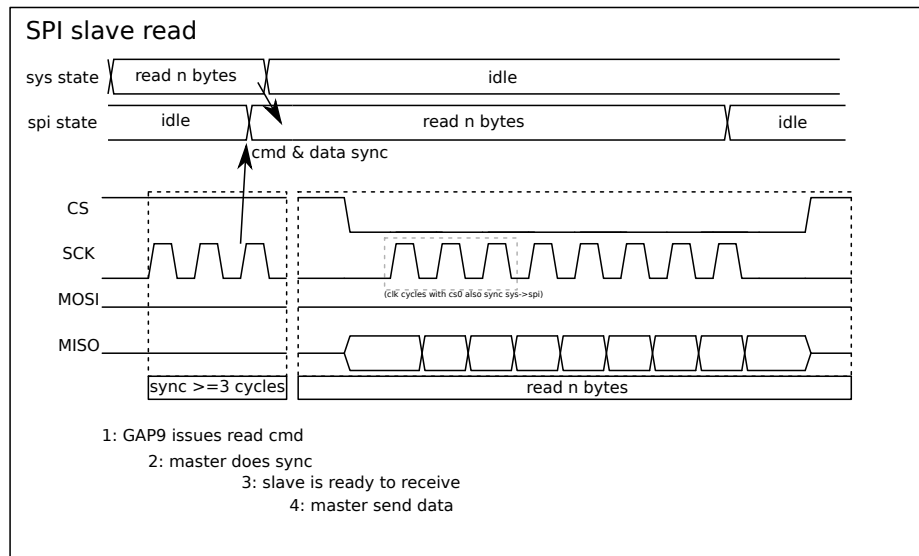 SPI slave read
sys state
read n bytes
idle
spi state
idle
read n bytes
idle
cmd & data sync
CS
SCK
(clk cycles with cs0 also sync sys->spi)
MOSI
MISO
sync >=3 cycles
read n bytes
1: GAP9 issues read cmd
2: master does sync
3: slave is ready to receive
4: master send data